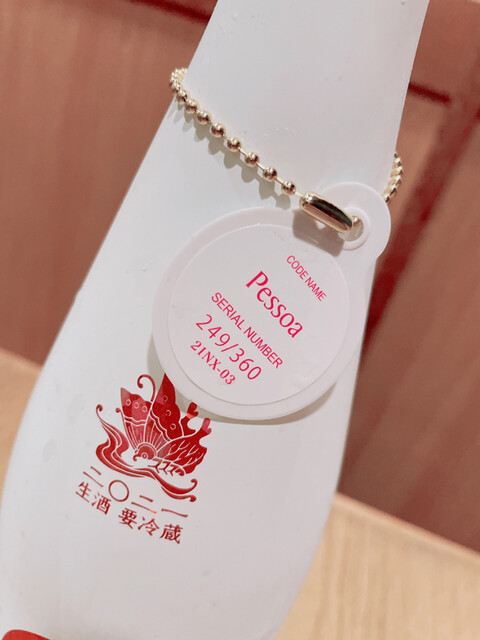 CODE NAME
Pessoa
SERIAL NUMBER
249/360
21NX-03
二〇二一
生酒 要冷蔵